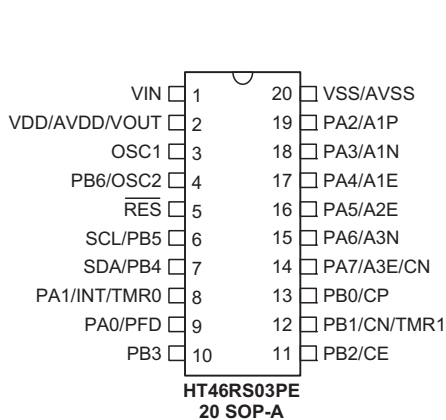 VIN 1 20 VSS/AVSS
VDD/AVDD/VOUT 2 19 PA2/A1P
OSC1 3 18 PA3/A1N
PB6/OSC2 4 17 PA4/A1E
RES 5 16 PA5/A2E
SCL/PB5 6 15 PA6/A3N
SDA/PB4 7 14 PA7/A3E/CN
PA1/INT/TMR0 8 13 PB0/CP
PA0/PFD 9 12 PB1/CN/TMR1
PB3 10 11 PB2/CE
HT46RS03PE
20 SOP-A